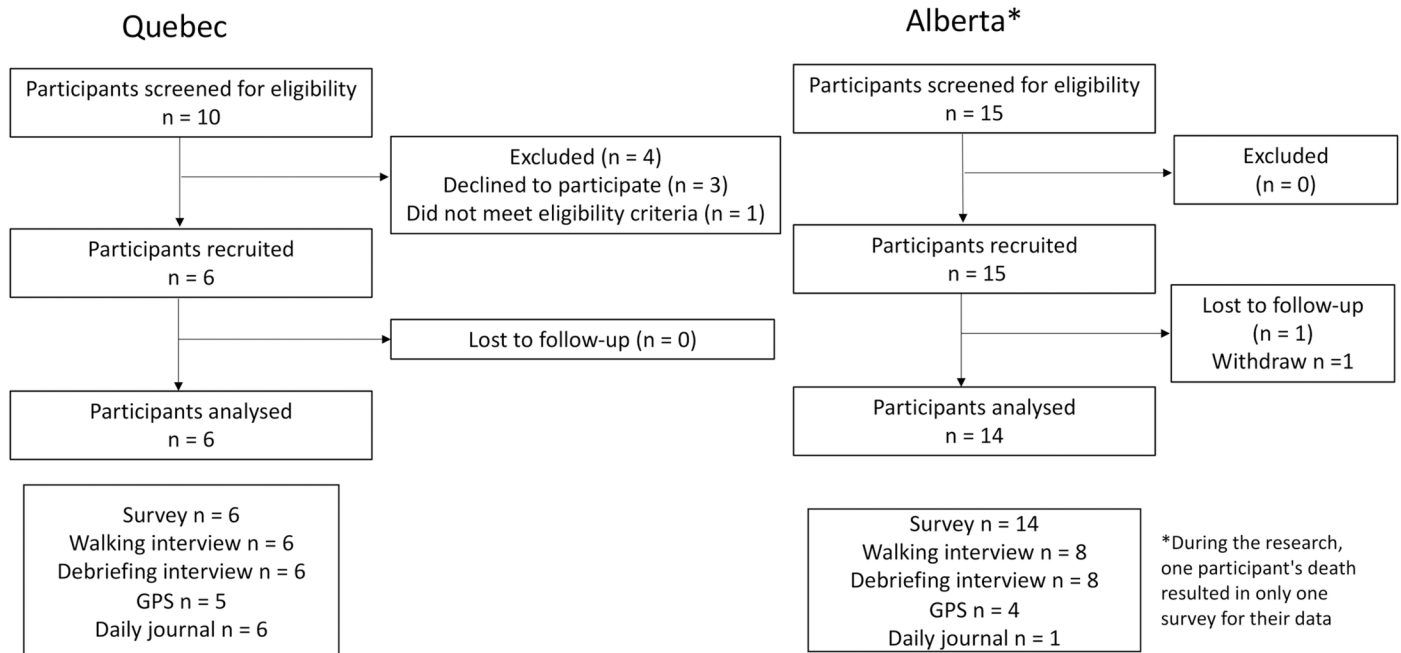 Quebec
Participants screened for eligibility
n = 10
Excluded (n = 4)
Declined to participate (n = 3)
Did not meet eligibility criteria (n = 1)
Participants recruited
n = 6
Lost to follow-up (n = 0)
Participants analysed
n = 6
Survey n = 6
Walking interview n = 6
Debriefing interview n = 6
GPS n = 5
Daily journal n = 6
Alberta*
Participants screened for eligibility
n = 15
Excluded
(n = 0)
Participants recruited
n = 15
Lost to follow-up
(n = 1)
Withdraw n =1
Participants analysed
n = 14
Survey n = 14
Walking interview n = 8
Debriefing interview n = 8
GPS n = 4
Daily journal n = 1
*During the research,
one participant's death
resulted in only one
survey for their data